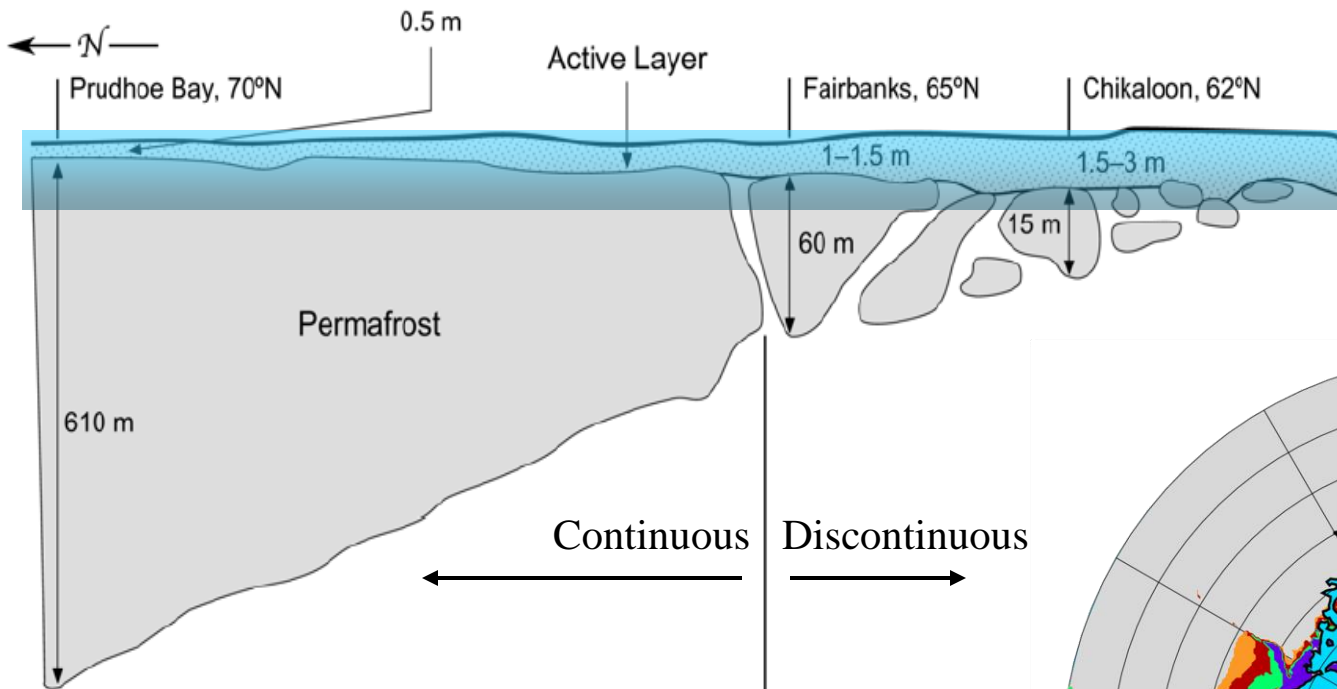 N
0.5 m
Prudhoe Bay, 70ºN
Active Layer
Fairbanks, 65ºN
Chikaloon, 62ºN
1–1.5 m
1.5–3 m
60 m
15 m
Permafrost
610 m
Continuous
Discontinuous